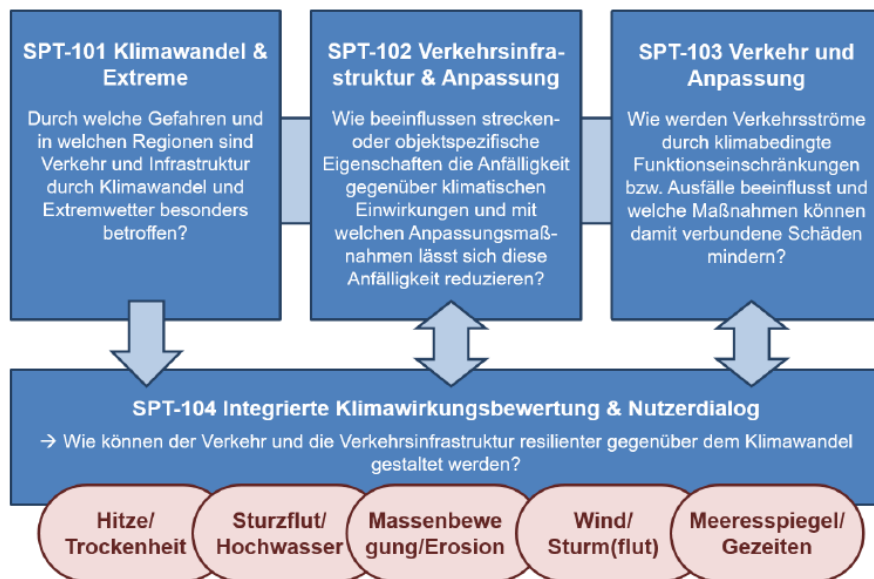 SPT-101 Klimawandel &
Extreme
Durch welche Gefahren und
in welchen Regionen sind
Verkehr und Infrastruktur
durch Klimawandel und
Extremwetter besonders
betroffen?
SPT-102 Verkehrsinfra-
struktur & Anpassung
Wie beeinflussen strecken-
oder objektspezifische
Eigenschaften die Anfälligkeit
gegenüber klimatischen
Einwirkungen und mit
welchen Anpassungsmaß-
nahmen lässt sich diese
Anfälligkeit reduzieren?
SPT-103 Verkehr und
Anpassung
Wie werden Verkehrsströme
durch klimabedingte
Funktionseinschränkungen
bzw. Ausfälle beeinflusst und
welche Maßnahmen können
damit verbundene Schäden
mindern?
SPT-104 Integrierte Klimawirkungsbewertung & Nutzerdialog
→ Wie können der Verkehr und die Verkehrsinfrastruktur resilienter gegenüber dem Klimawandel
gestaltet werden?
Hitze/
Trockenheit
Sturzflut/
Hochwasser
Massenbewe
gung/Erosion
Wind/
Sturm(flut)
Meeresspiegel/
Gezeiten